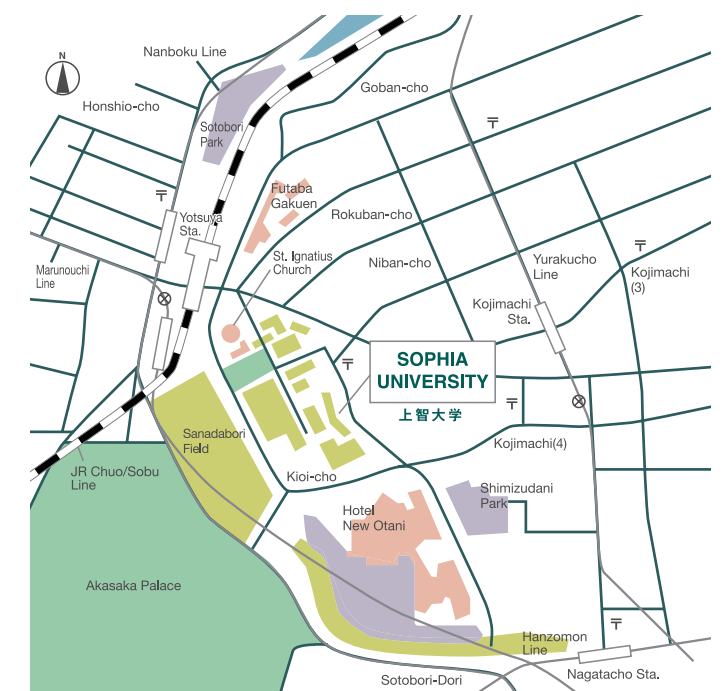 N
Nanboku Line
Honshio-cho
Goban-cho
Sotobori
Park
〒
〒
Futaba
Gakuen
Yotsuya
Sta.
Rokuban-cho
St. Ignatius
Church
Niban-cho
Yurakucho
Line
〒
Kojimachi
(3)
Marunouchi
Line
Kojimachi
Sta.
〒
SOPHIA
UNIVERSITY
上智大学
〒
Sanadabori
Field
Kojimachi(4)
JR Chuo/Sobu
Line
Kioi-cho
Shimizudani
Park
Hotel
New Otani
Akasaka Palace
〒
Hanzomon
Line
Sotobori-Dori
Nagatacho Sta.